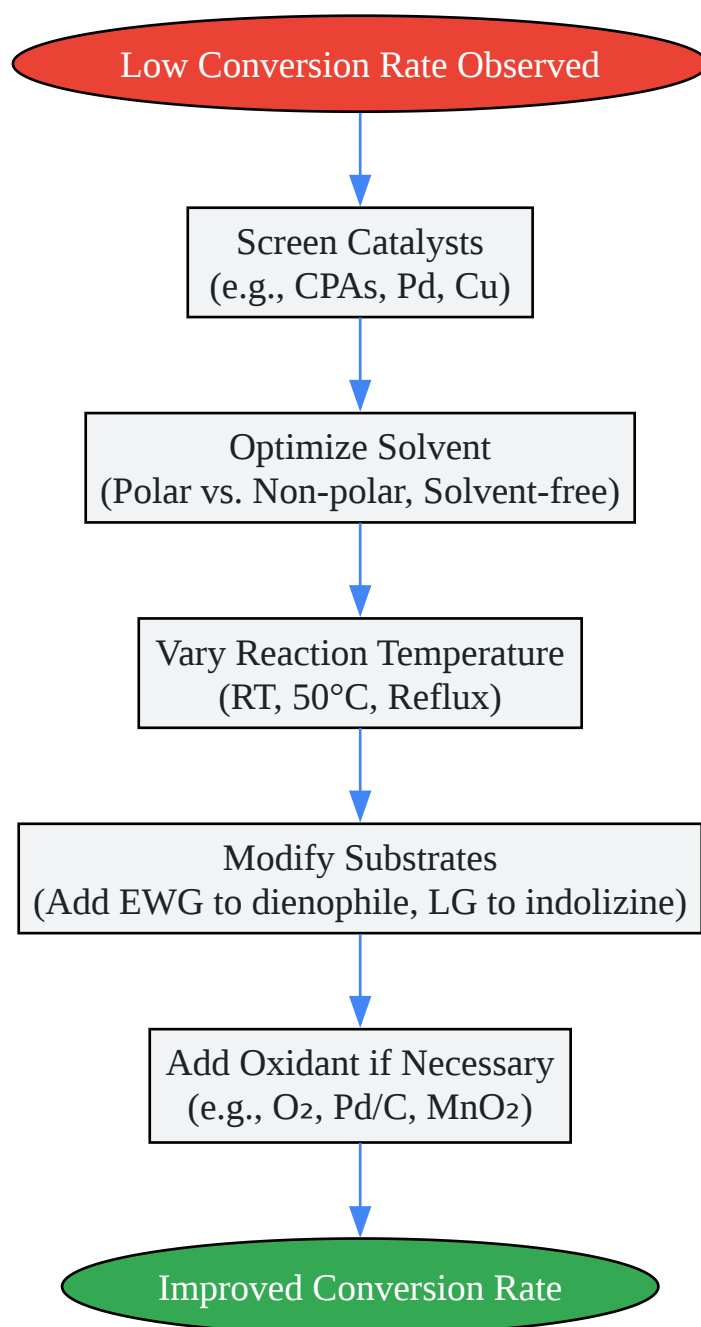 Low Conversion Rate Observed
Screen Catalysts
(e.g., CPAs, Pd, Cu)
Optimize Solvent
(Polar vs. Non-polar, Solvent-free)
Vary Reaction Temperature
(RT, 50°C, Reflux)
Modify Substrates
(Add EWG to dienophile, LG to indolizine)
Add Oxidant if Necessary
(e.g., O₂, Pd/C, MnO₂)
Improved Conversion Rate